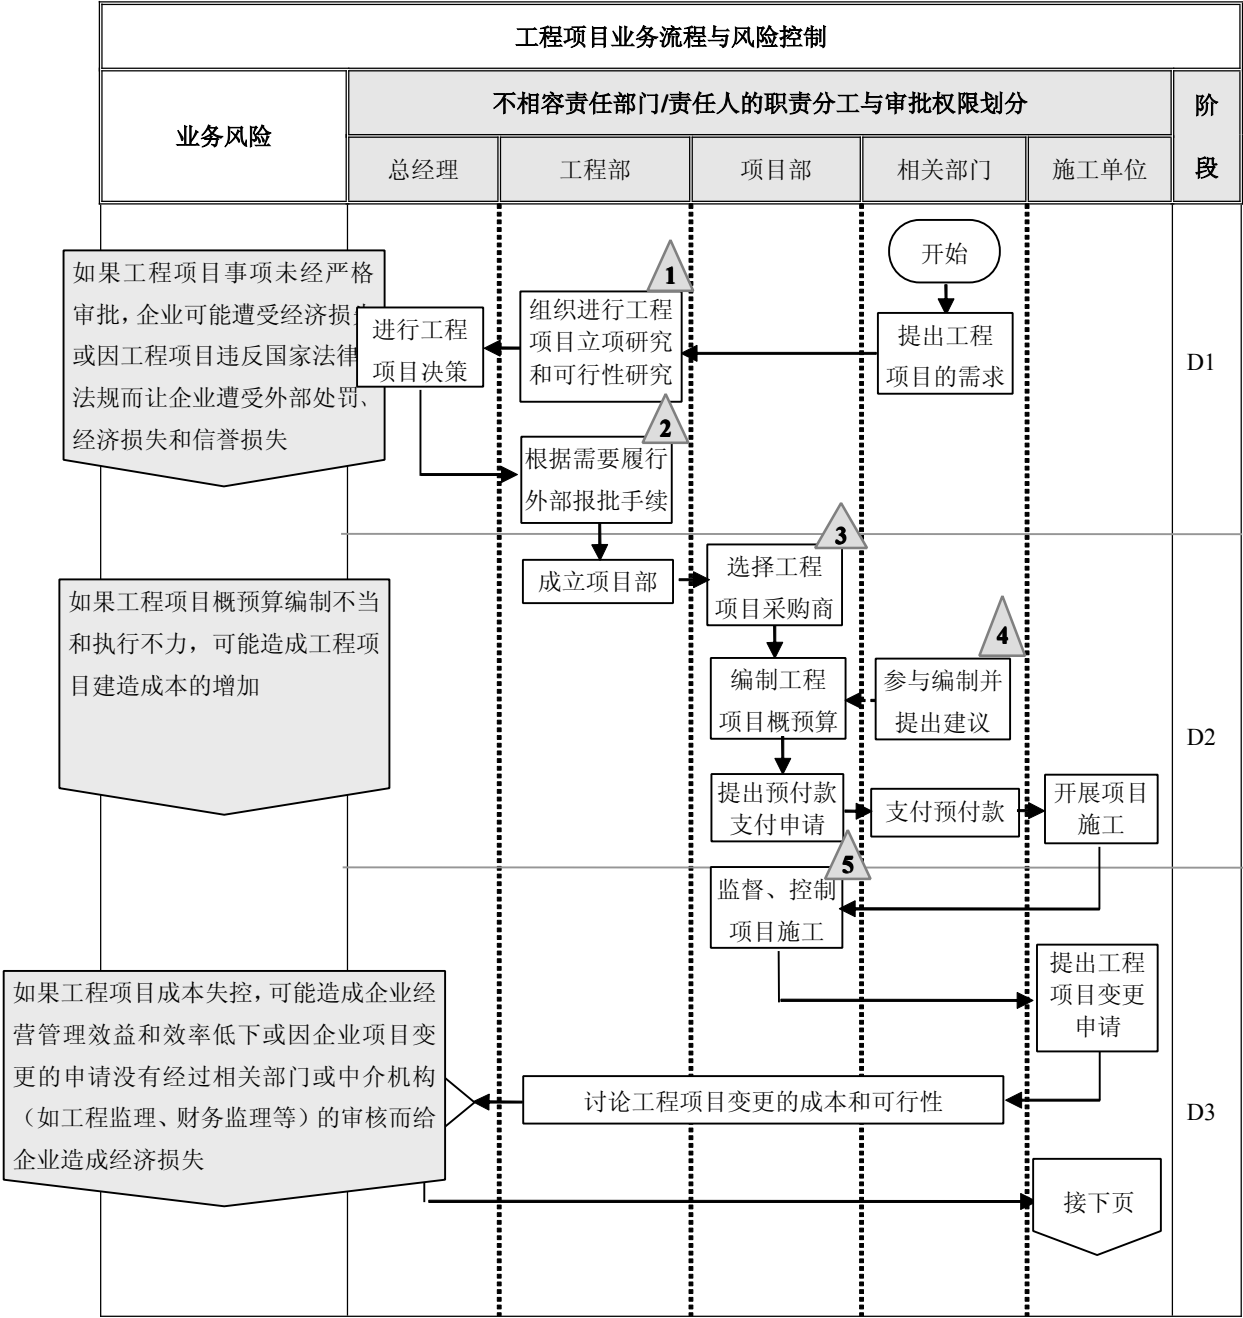 工程项目业务流程与风险控制
业务风险
不相容责任部门/责任人的职责分工与审批权限划分
阶
段
总经理
工程部
项目部
相关部门
施工单位
如果工程项目事项未经严格
审批，企业可能遭受经济损失
或因工程项目违反国家法律
法规而让企业遭受外部处罚、
经济损失和信誉损失
开始
提出工程
项目的需求
1
组织进行工程
项目立项研究
和可行性研究
进行工程
项目决策
2
根据需要履行
外部报批手续
D1
如果工程项目概预算编制不当
和执行不力，可能造成工程项
目建造成本的增加
成立项目部
3
选择工程
项目采购商
编制工程
项目概预算
4
参与编制并
提出建议
提出预付款
支付申请
支付预付款
开展项目
施工
D2
5
监督、控制
项目施工
提出工程
项目变更
申请
如果工程项目成本失控，可能造成企业经
营管理效益和效率低下或因企业项目变
更的申请没有经过相关部门或中介机构
（如工程监理、财务监理等）的审核而给
企业造成经济损失
讨论工程项目变更的成本和可行性
接下页
D3